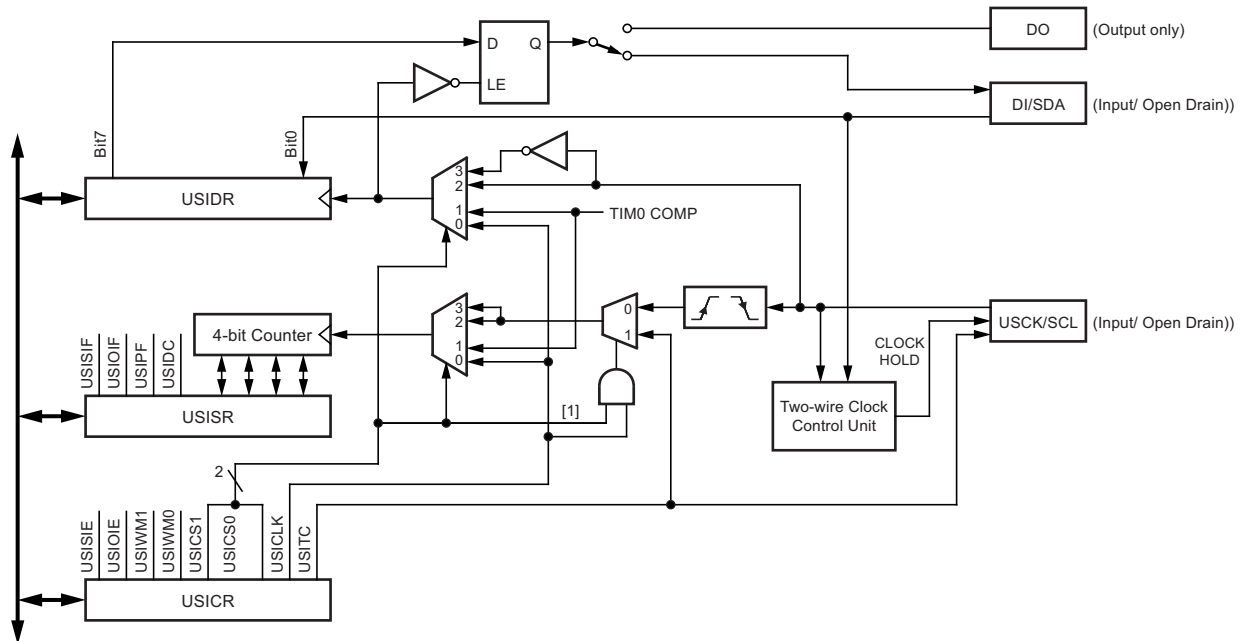 DO (Output only)
D Q
LE
DI/SDA (Input/ Open Drain))
Bit7
Bit0
3
2
1
0
USIDR
TIM0 COMP
3
2
1
0
0
1
4-bit Counter
USCK/SCL (Input/ Open Drain))
CLOCK
HOLD
USISIF
USIOIF
USIPF
USIDC
[1]
Two-wire Clock
Control Unit
USISR
2
USISIE
USIOIE
USIWM1
USIWM0
USICS1
USICS0
USICLK
USITC
USICR